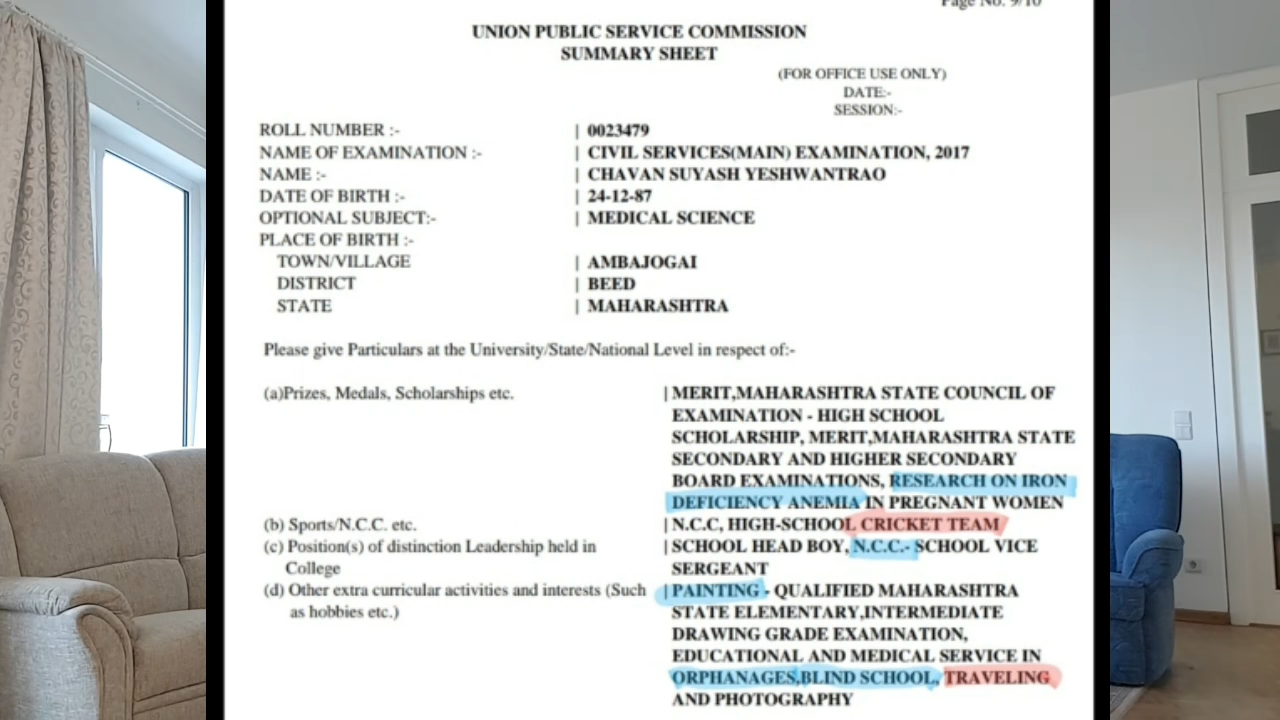 Page No. 9/10
UNION PUBLIC SERVICE COMMISSION
SUMMARY SHEET
(FOR OFFICE USE ONLY)
DATE:-
SESSION:-
ROLL NUMBER :- | 0023479
NAME OF EXAMINATION :- | CIVIL SERVICES(MAIN) EXAMINATION, 2017
NAME :- | CHAVAN SUYASH YESHWANTRAO
DATE OF BIRTH :- | 24-12-87
OPTIONAL SUBJECT:- | MEDICAL SCIENCE
PLACE OF BIRTH :-
TOWN/VILLAGE | AMBAJOGAI
DISTRICT | BEED
STATE | MAHARASHTRA
Please give Particulars at the University/State/National Level in respect of:-
(a)Prizes, Medals, Scholarships etc. | MERIT,MAHARASHTRA STATE COUNCIL OF
EXAMINATION - HIGH SCHOOL
SCHOLARSHIP, MERIT,MAHARASHTRA STATE
SECONDARY AND HIGHER SECONDARY
BOARD EXAMINATIONS, RESEARCH ON IRON
DEFICIENCY ANEMIA IN PREGNANT WOMEN
(b) Sports/N.C.C. etc. | N.C.C, HIGH-SCHOOL CRICKET TEAM
(c) Position(s) of distinction Leadership held in | SCHOOL HEAD BOY, N.C.C.- SCHOOL VICE
College SERGEANT
(d) Other extra curricular activities and interests (Such | PAINTING - QUALIFIED MAHARASHTRA
as hobbies etc.) STATE ELEMENTARY,INTERMEDIATE
DRAWING GRADE EXAMINATION,
EDUCATIONAL AND MEDICAL SERVICE IN
ORPHANAGES,BLIND SCHOOL, TRAVELING
AND PHOTOGRAPHY